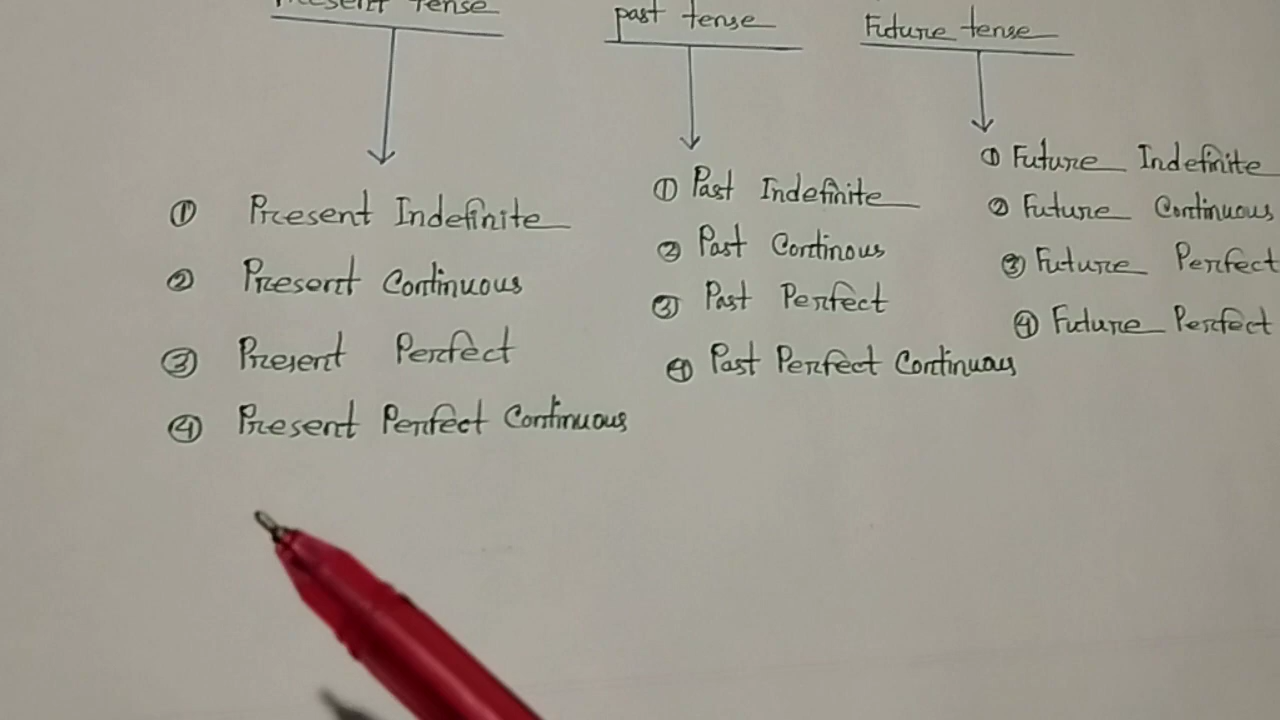 Present Tense
past tense
Future tense
① Present Indefinite
② Present Continuous
③ Present Perfect
④ Present Perfect Continuous
① Past Indefinite
② Past Continous
③ Past Perfect
④ Past Perfect Continuous
① Future Indefinite
② Future Continuous
③ Future Perfect
④ Future Perfect